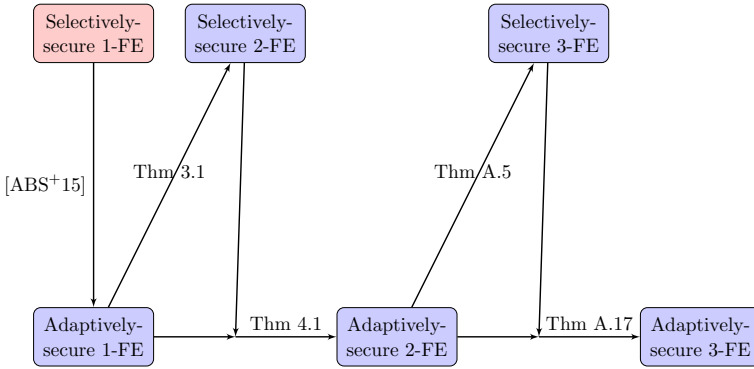 Selectively-
secure 1-FE
Selectively-
secure 2-FE
Selectively-
secure 3-FE
[ABS+15]
Thm 3.1
Thm A.5
Adaptively-
secure 1-FE
Thm 4.1
Adaptively-
secure 2-FE
Thm A.17
Adaptively-
secure 3-FE